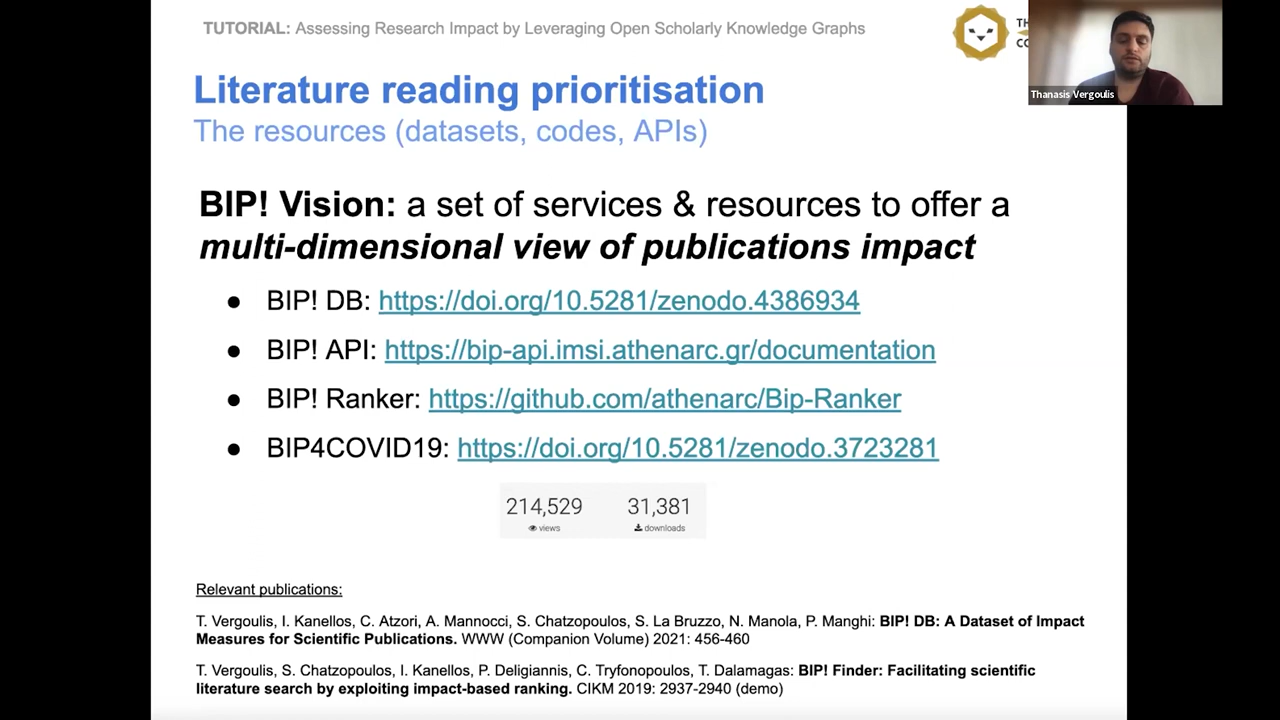 TUTORIAL: Assessing Research Impact by Leveraging Open Scholarly Knowledge Graphs
Thanasis Vergoulis
Literature reading prioritisation
The resources (datasets, codes, APIs)
BIP! Vision: a set of services & resources to offer a
multi-dimensional view of publications impact
● BIP! DB: https://doi.org/10.5281/zenodo.4386934
● BIP! API: https://bip-api.imsi.athenarc.gr/documentation
● BIP! Ranker: https://github.com/athenarc/Bip-Ranker
● BIP4COVID19: https://doi.org/10.5281/zenodo.3723281
214,529 31,381
views downloads
Relevant publications:
T. Vergoulis, I. Kanellos, C. Atzori, A. Mannocci, S. Chatzopoulos, S. La Bruzzo, N. Manola, P. Manghi: BIP! DB: A Dataset of Impact
Measures for Scientific Publications. WWW (Companion Volume) 2021: 456-460
T. Vergoulis, S. Chatzopoulos, I. Kanellos, P. Deligiannis, C. Tryfonopoulos, T. Dalamagas: BIP! Finder: Facilitating scientific
literature search by exploiting impact-based ranking. CIKM 2019: 2937-2940 (demo)